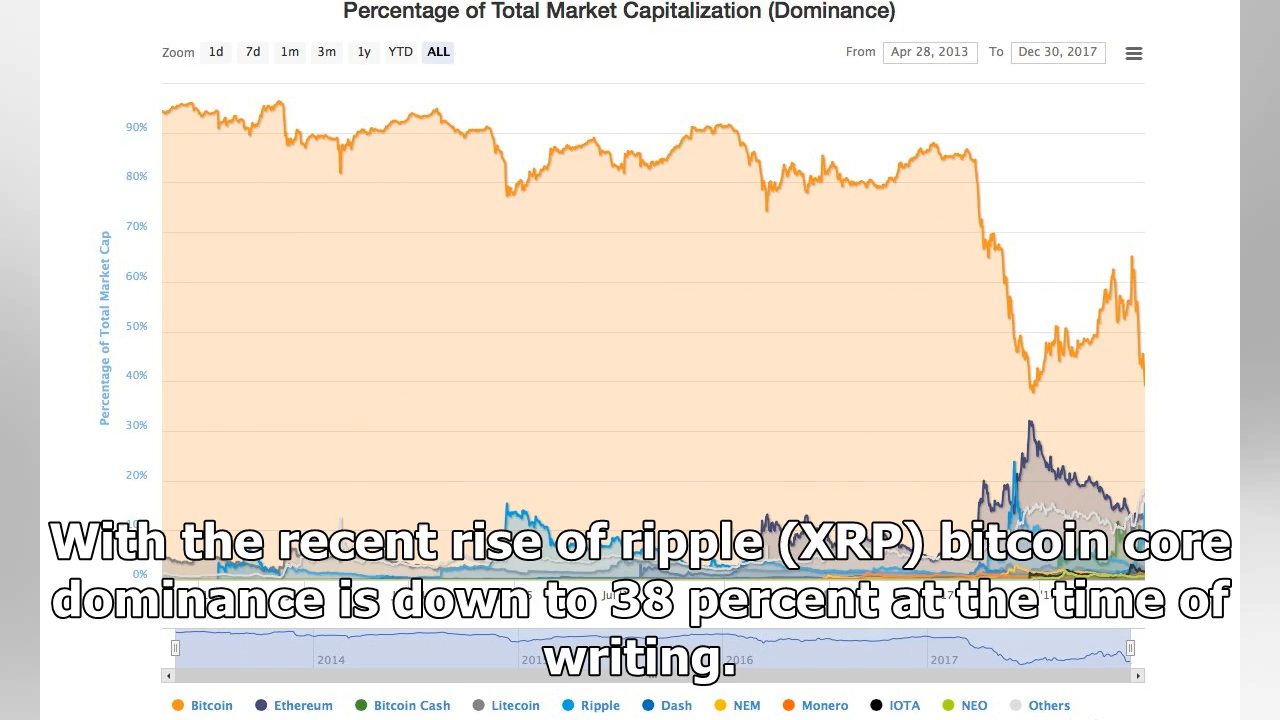 Percentage of Total Market Capitalization (Dominance)
Zoom 1d 7d 1m 3m 1y YTD ALL From Apr 28, 2013 To Dec 30, 2017
Percentage of Total Market Cap
90%
80%
70%
60%
50%
40%
30%
20%
0%
With the recent rise of ripple (XRP) bitcoin core
dominance is down to 38 percent at the time of
writing.
2014 2016 2017
Bitcoin Ethereum Bitcoin Cash Litecoin Ripple Dash NEM Monero IOTA NEO Others